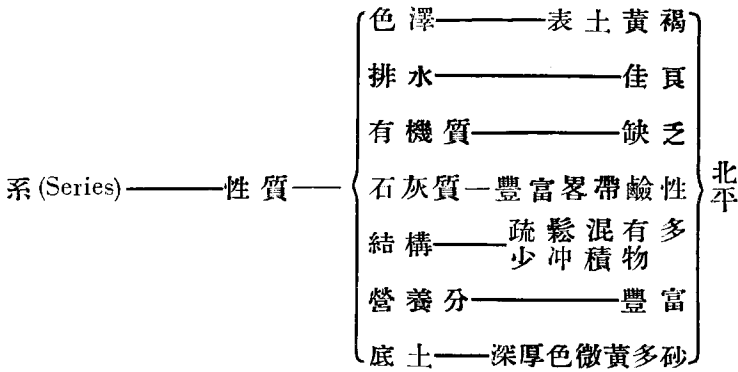 色澤——表土黃褐
排水——佳良
有機質——缺乏
系(Series)——性質——石灰質—豐富畧帶鹼性 北平
結構——疏鬆混有多少冲積物
營養分——豐富
底土——深厚色微黃多砂